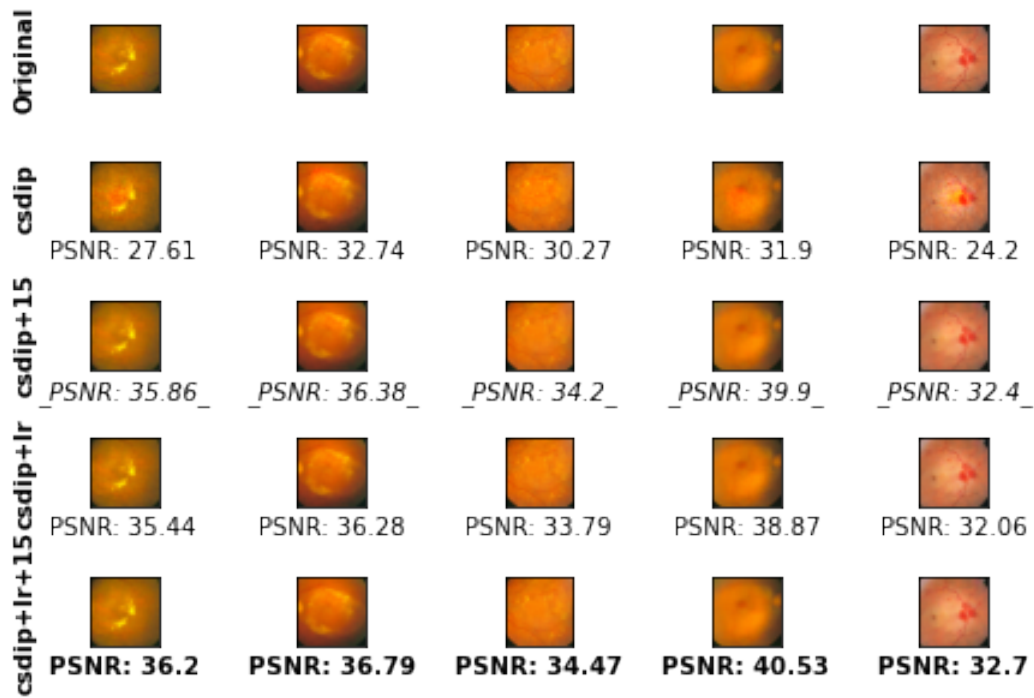 Original
csdip
PSNR: 27.61 PSNR: 32.74 PSNR: 30.27 PSNR: 31.9 PSNR: 24.2
csdip+15
_PSNR: 35.86_ _PSNR: 36.38_ _PSNR: 34.2_ _PSNR: 39.9_ _PSNR: 32.4_
csdip+lr
PSNR: 35.44 PSNR: 36.28 PSNR: 33.79 PSNR: 38.87 PSNR: 32.06
csdip+lr+15
PSNR: 36.2 PSNR: 36.79 PSNR: 34.47 PSNR: 40.53 PSNR: 32.7